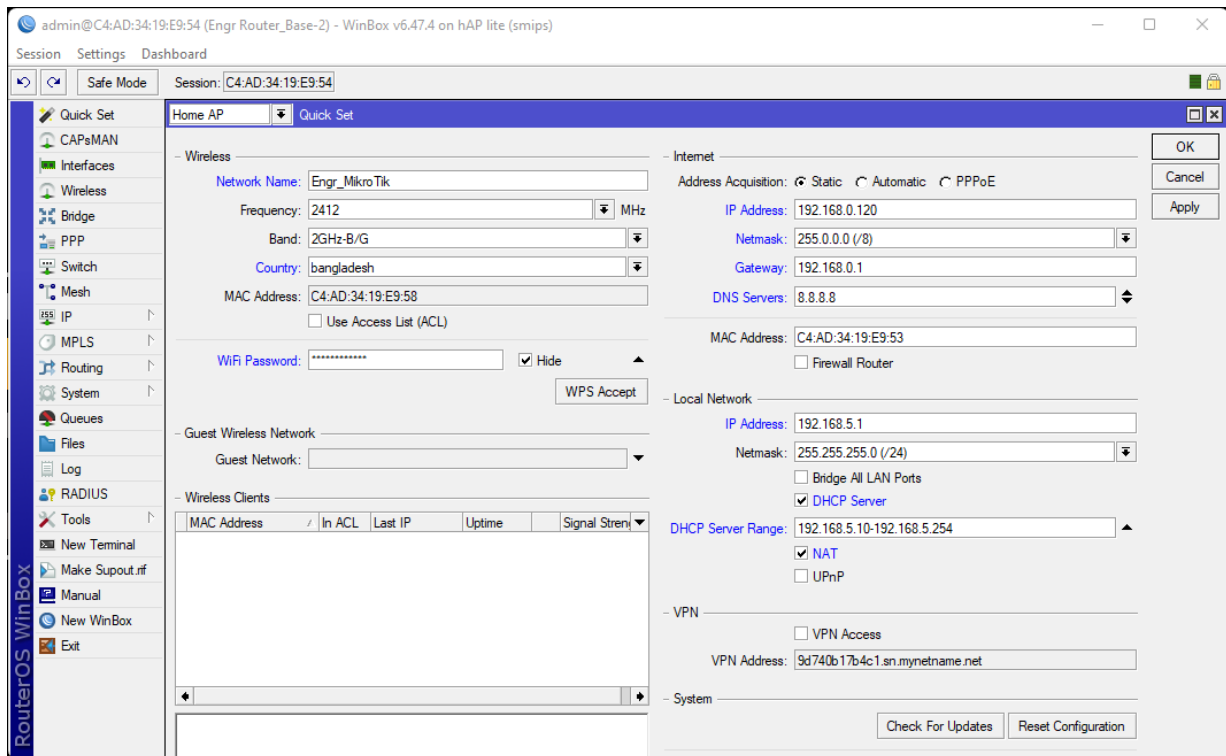 admin@C4:AD:34:19:E9:54 (Engr Router_Base-2) - WinBox v6.47.4 on hAP lite (smips)
Session Settings Dashboard
Safe Mode Session: C4:AD:34:19:E9:54
RouterOS WinBox
Quick Set
CAPsMAN
Interfaces
Wireless
Bridge
PPP
Switch
Mesh
IP
MPLS
Routing
System
Queues
Files
Log
RADIUS
Tools
New Terminal
Make Supout.rif
Manual
New WinBox
Exit
Home AP Quick Set
Wireless
Network Name: Engr_MikroTik
Frequency: 2412 MHz
Band: 2GHz-B/G
Country: bangladesh
MAC Address: C4:AD:34:19:E9:58
Use Access List (ACL)
WiFi Password: ************ Hide
WPS Accept
Guest Wireless Network
Guest Network:
Wireless Clients
MAC Address / In ACL Last IP Uptime Signal Streng
Internet
Address Acquisition: Static Automatic PPPoE
IP Address: 192.168.0.120
Netmask: 255.0.0.0 (/8)
Gateway: 192.168.0.1
DNS Servers: 8.8.8.8
MAC Address: C4:AD:34:19:E9:53
Firewall Router
Local Network
IP Address: 192.168.5.1
Netmask: 255.255.255.0 (/24)
Bridge All LAN Ports
DHCP Server
DHCP Server Range: 192.168.5.10-192.168.5.254
NAT
UPnP
VPN
VPN Access
VPN Address: 9d740b17b4c1.sn.mynetname.net
System
Check For Updates Reset Configuration
OK
Cancel
Apply